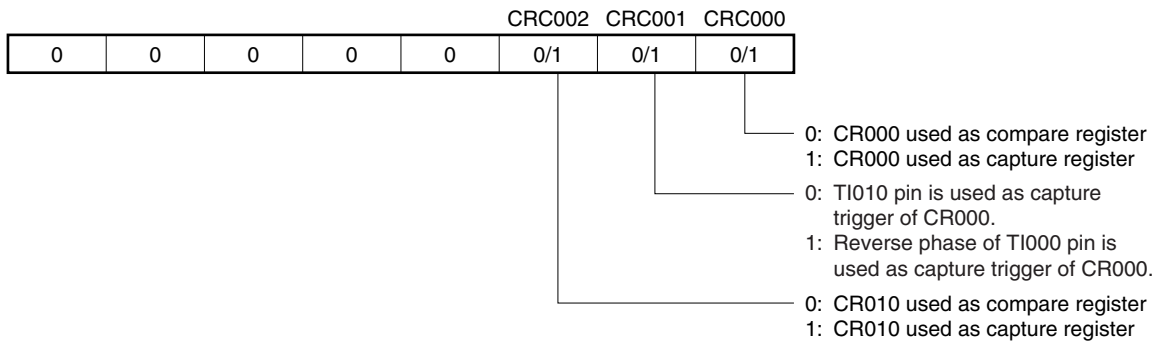 CRC002 CRC001 CRC000
0 0 0 0 0 0/1 0/1 0/1
0: CR000 used as compare register
1: CR000 used as capture register
0: TI010 pin is used as capture
trigger of CR000.
1: Reverse phase of TI000 pin is
used as capture trigger of CR000.
0: CR010 used as compare register
1: CR010 used as capture register